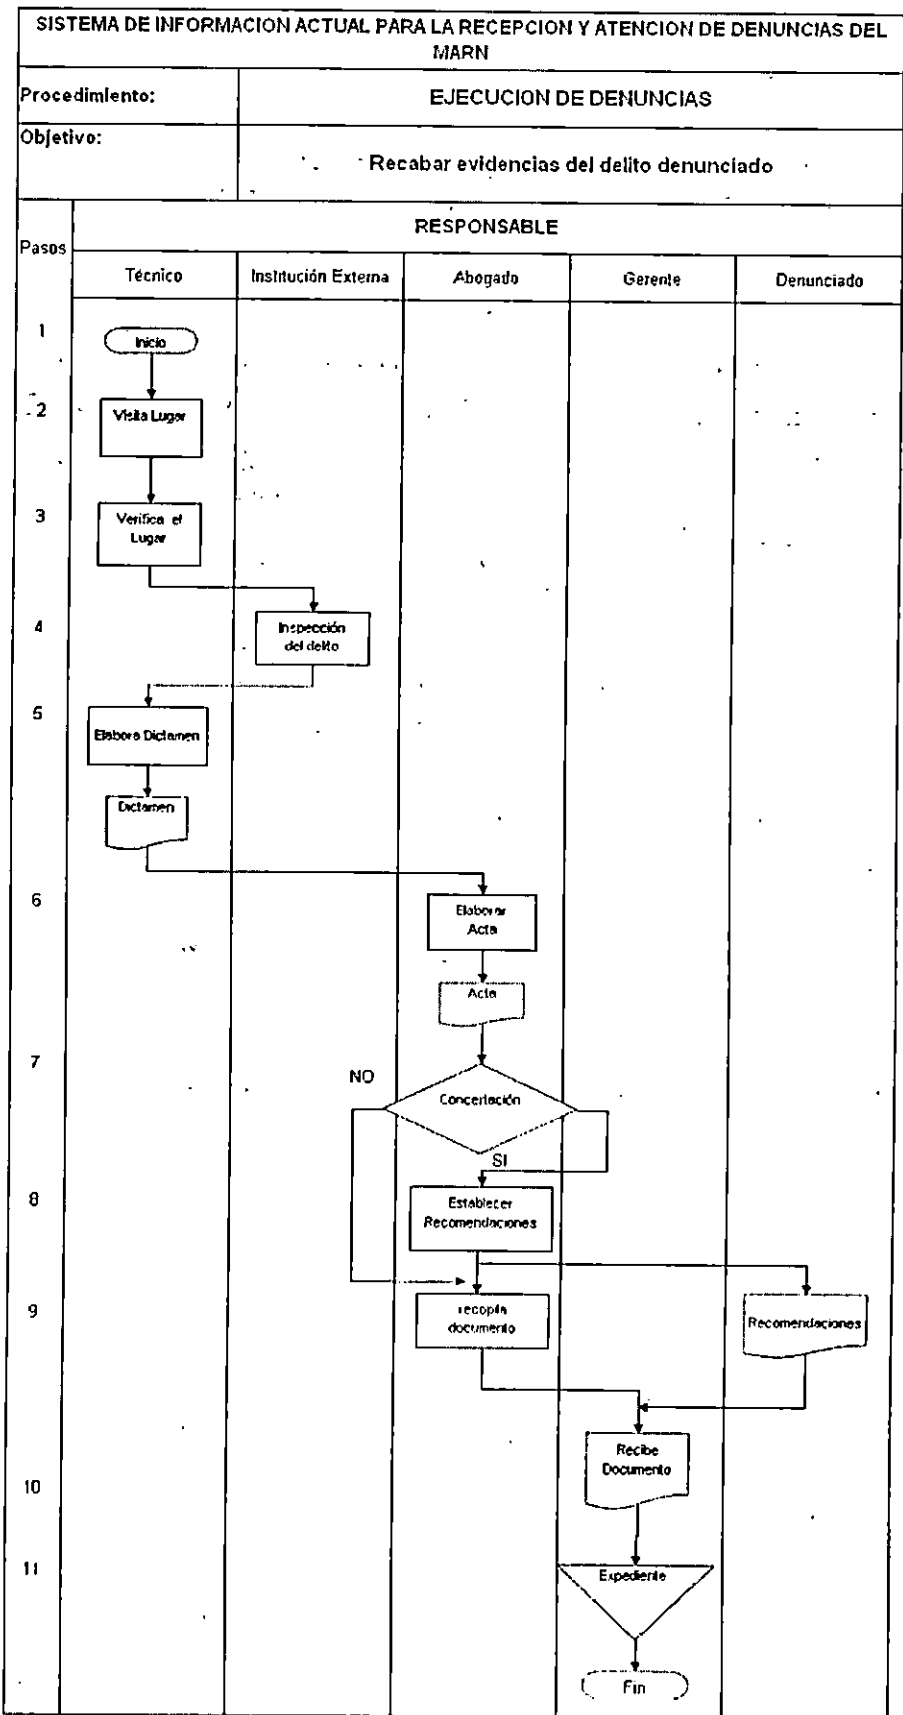 SISTEMA DE INFORMACION ACTUAL PARA LA RECEPCION Y ATENCION DE DENUNCIAS DEL
MARN
Procedimiento:
EJECUCION DE DENUNCIAS
Objetivo:
Recabar evidencias del delito denunciado
Pasos
RESPONSABLE
Técnico
Institución Externa
Abogado
Gerente
Denunciado
1
Inicio
2
Visita Lugar
3
Verifica el
Lugar
4
Inspección
del delito
5
Elabora Dictamen
Dictamen
6
Elaborar
Acta
Acta
7
NO
Concertación
SI
8
Establecer
Recomendaciones
9
recopila
documento
Recomendaciones
Recibe
Documento
10
11
Expediente
Fin